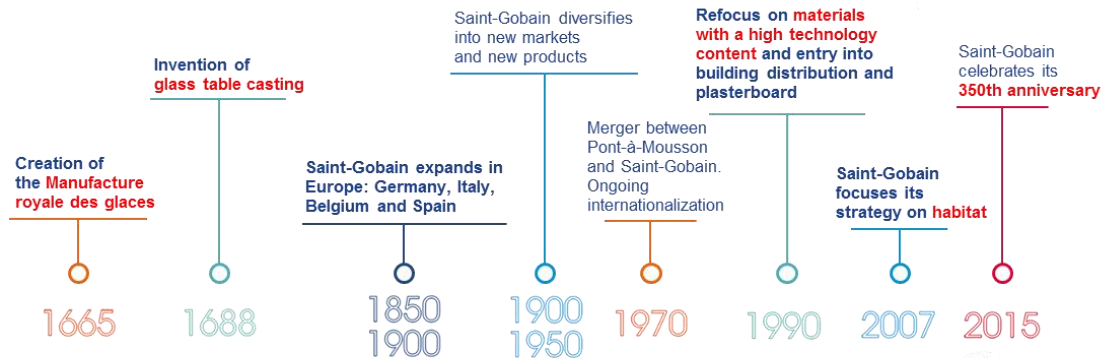 Creation of
the Manufacture
royale des glaces
1665
Invention of
glass table casting
1688
Saint-Gobain expands in
Europe: Germany, Italy,
Belgium and Spain
1850
1900
Saint-Gobain diversifies
into new markets
and new products
1900
1950
Merger between
Pont-à-Mousson
and Saint-Gobain.
Ongoing
internationalization
1970
Refocus on materials
with a high technology
content and entry into
building distribution and
plasterboard
1990
Saint-Gobain
focuses its
strategy on habitat
2007
Saint-Gobain
celebrates its
350th anniversary
2015